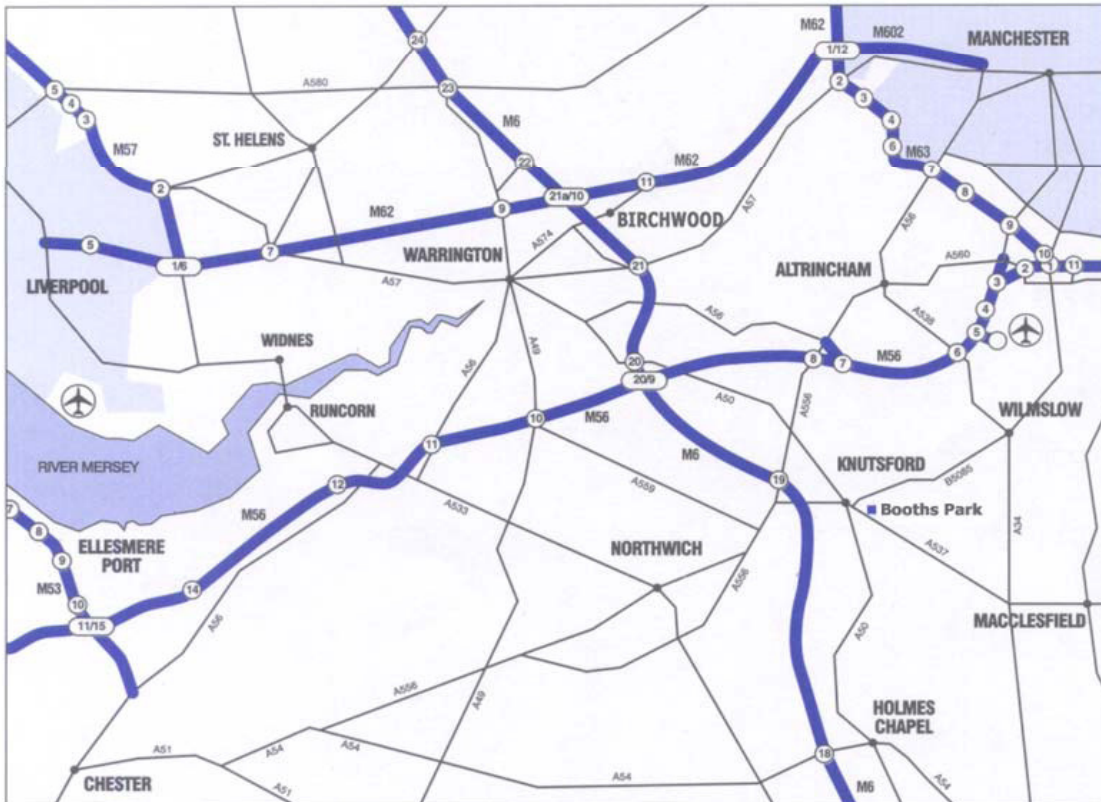 24
M62
M602
MANCHESTER
1/12
5
4
3
A580
23
2
3
4
6
M57
ST. HELENS
M6
22
M62
M63
7
2
21a/10
11
8
M62
9
BIRCHWOOD
A57
A56
9
5
7
WARRINGTON
A574
10
1/6
21
ALTRINCHAM
A560
2
1
11
LIVERPOOL
A57
3
A538
4
A56
5
WIDNES
A56
A49
20
8
7
M56
6
20/9
RUNCORN
10
M56
A50
A556
WILMSLOW
11
RIVER MERSEY
12
M6
19
KNUTSFORD
B5085
7
M56
A533
A559
Booths Park
8
ELLESMERE
PORT
A34
9
NORTHWICH
A537
M53
14
A556
10
11/15
A56
MACCLESFIELD
A50
A556
A49
HOLMES
CHAPEL
A51
A54
A54
18
CHESTER
A51
A54
M6
A54